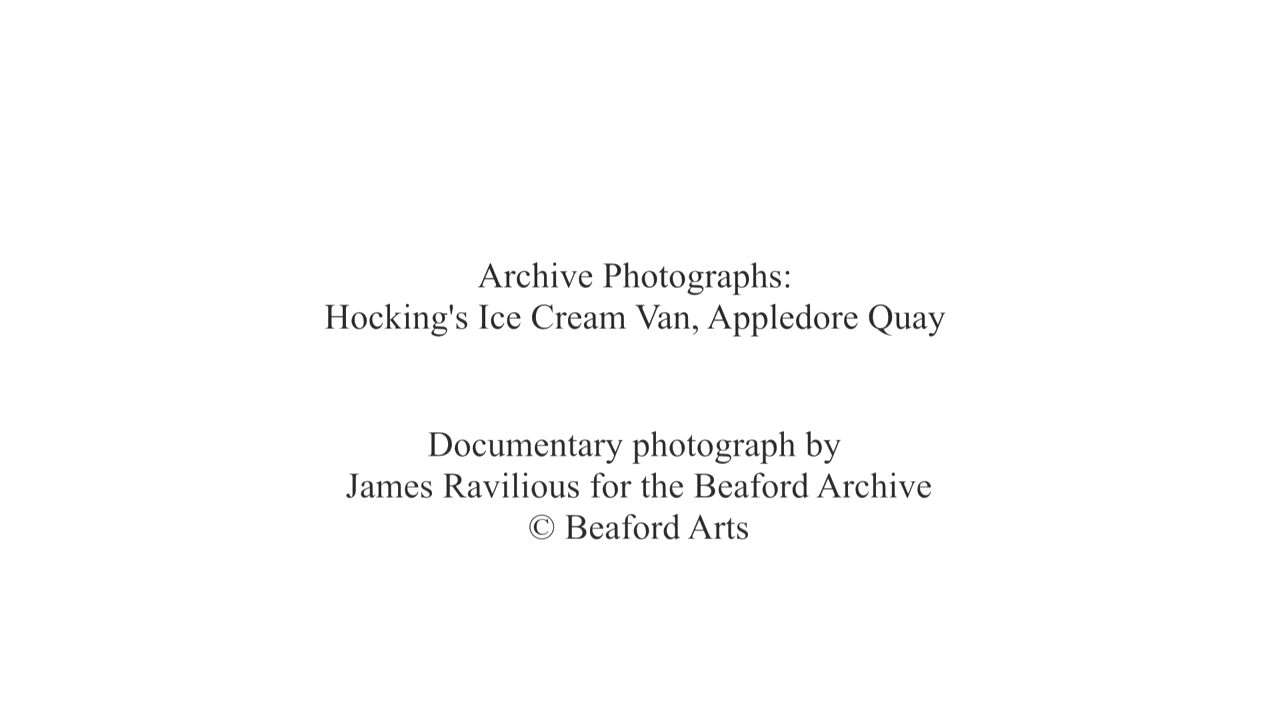 Archive Photographs:
Hocking's Ice Cream Van, Appledore Quay
Documentary photograph by
James Ravilious for the Beaford Archive
© Beaford Arts